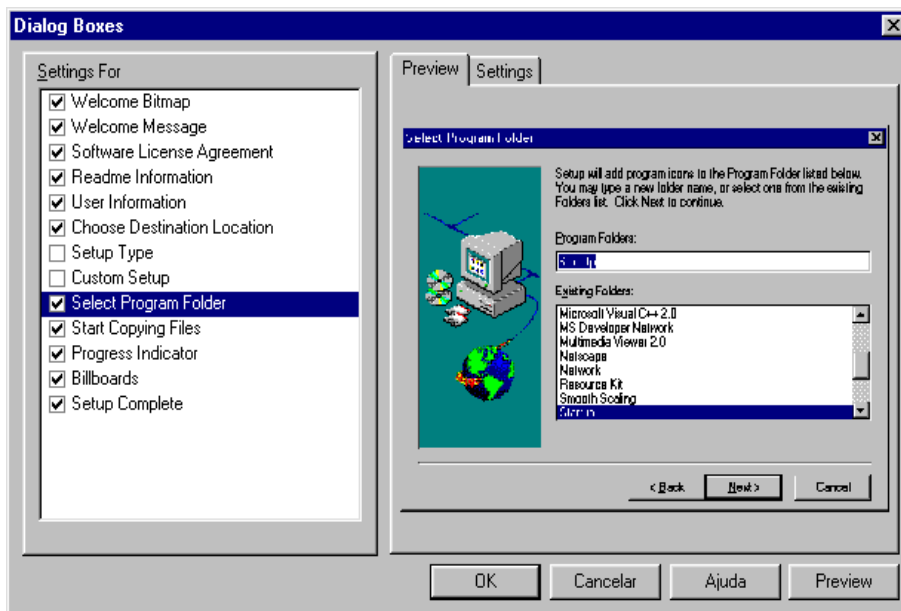 Dialog Boxes
Settings For
Welcome Bitmap
Welcome Message
Software License Agreement
Readme Information
User Information
Choose Destination Location
Setup Type
Custom Setup
Select Program Folder
Start Copying Files
Progress Indicator
Billboards
Setup Complete
Preview Settings
Select Program Folder
Setup will add program icons to the Program Folder listed below.
You may type a new folder name, or select one from the existing
Folders list. Click Next to continue.
Program Folders:
Existing Folders:
Microsoft Visual C++ 2.0
MS Developer Network
Multimedia Viewer 2.0
Netscape
Network
Resource Kit
Smooth Scaling
Startup
< Back Next > Cancel
OK Cancelar Ajuda Preview